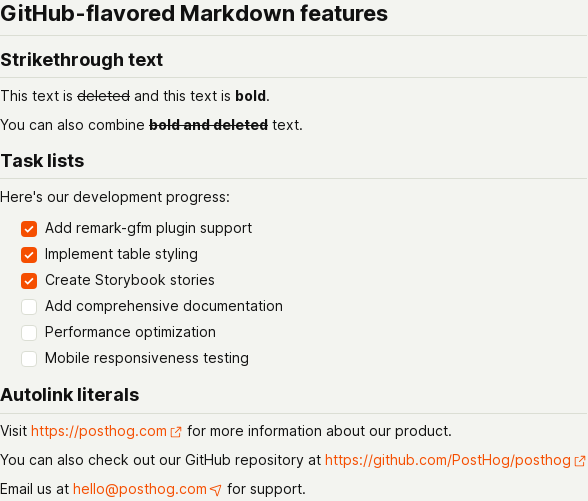 GitHub-flavored Markdown features
Strikethrough text
This text is deleted and this text is bold.
You can also combine bold and deleted text.
Task lists
Here's our development progress:
Add remark-gfm plugin support
Implement table styling
Create Storybook stories
Add comprehensive documentation
Performance optimization
Mobile responsiveness testing
Autolink literals
Visit https://posthog.com for more information about our product.
You can also check out our GitHub repository at https://github.com/PostHog/posthog
Email us at hello@posthog.com for support.